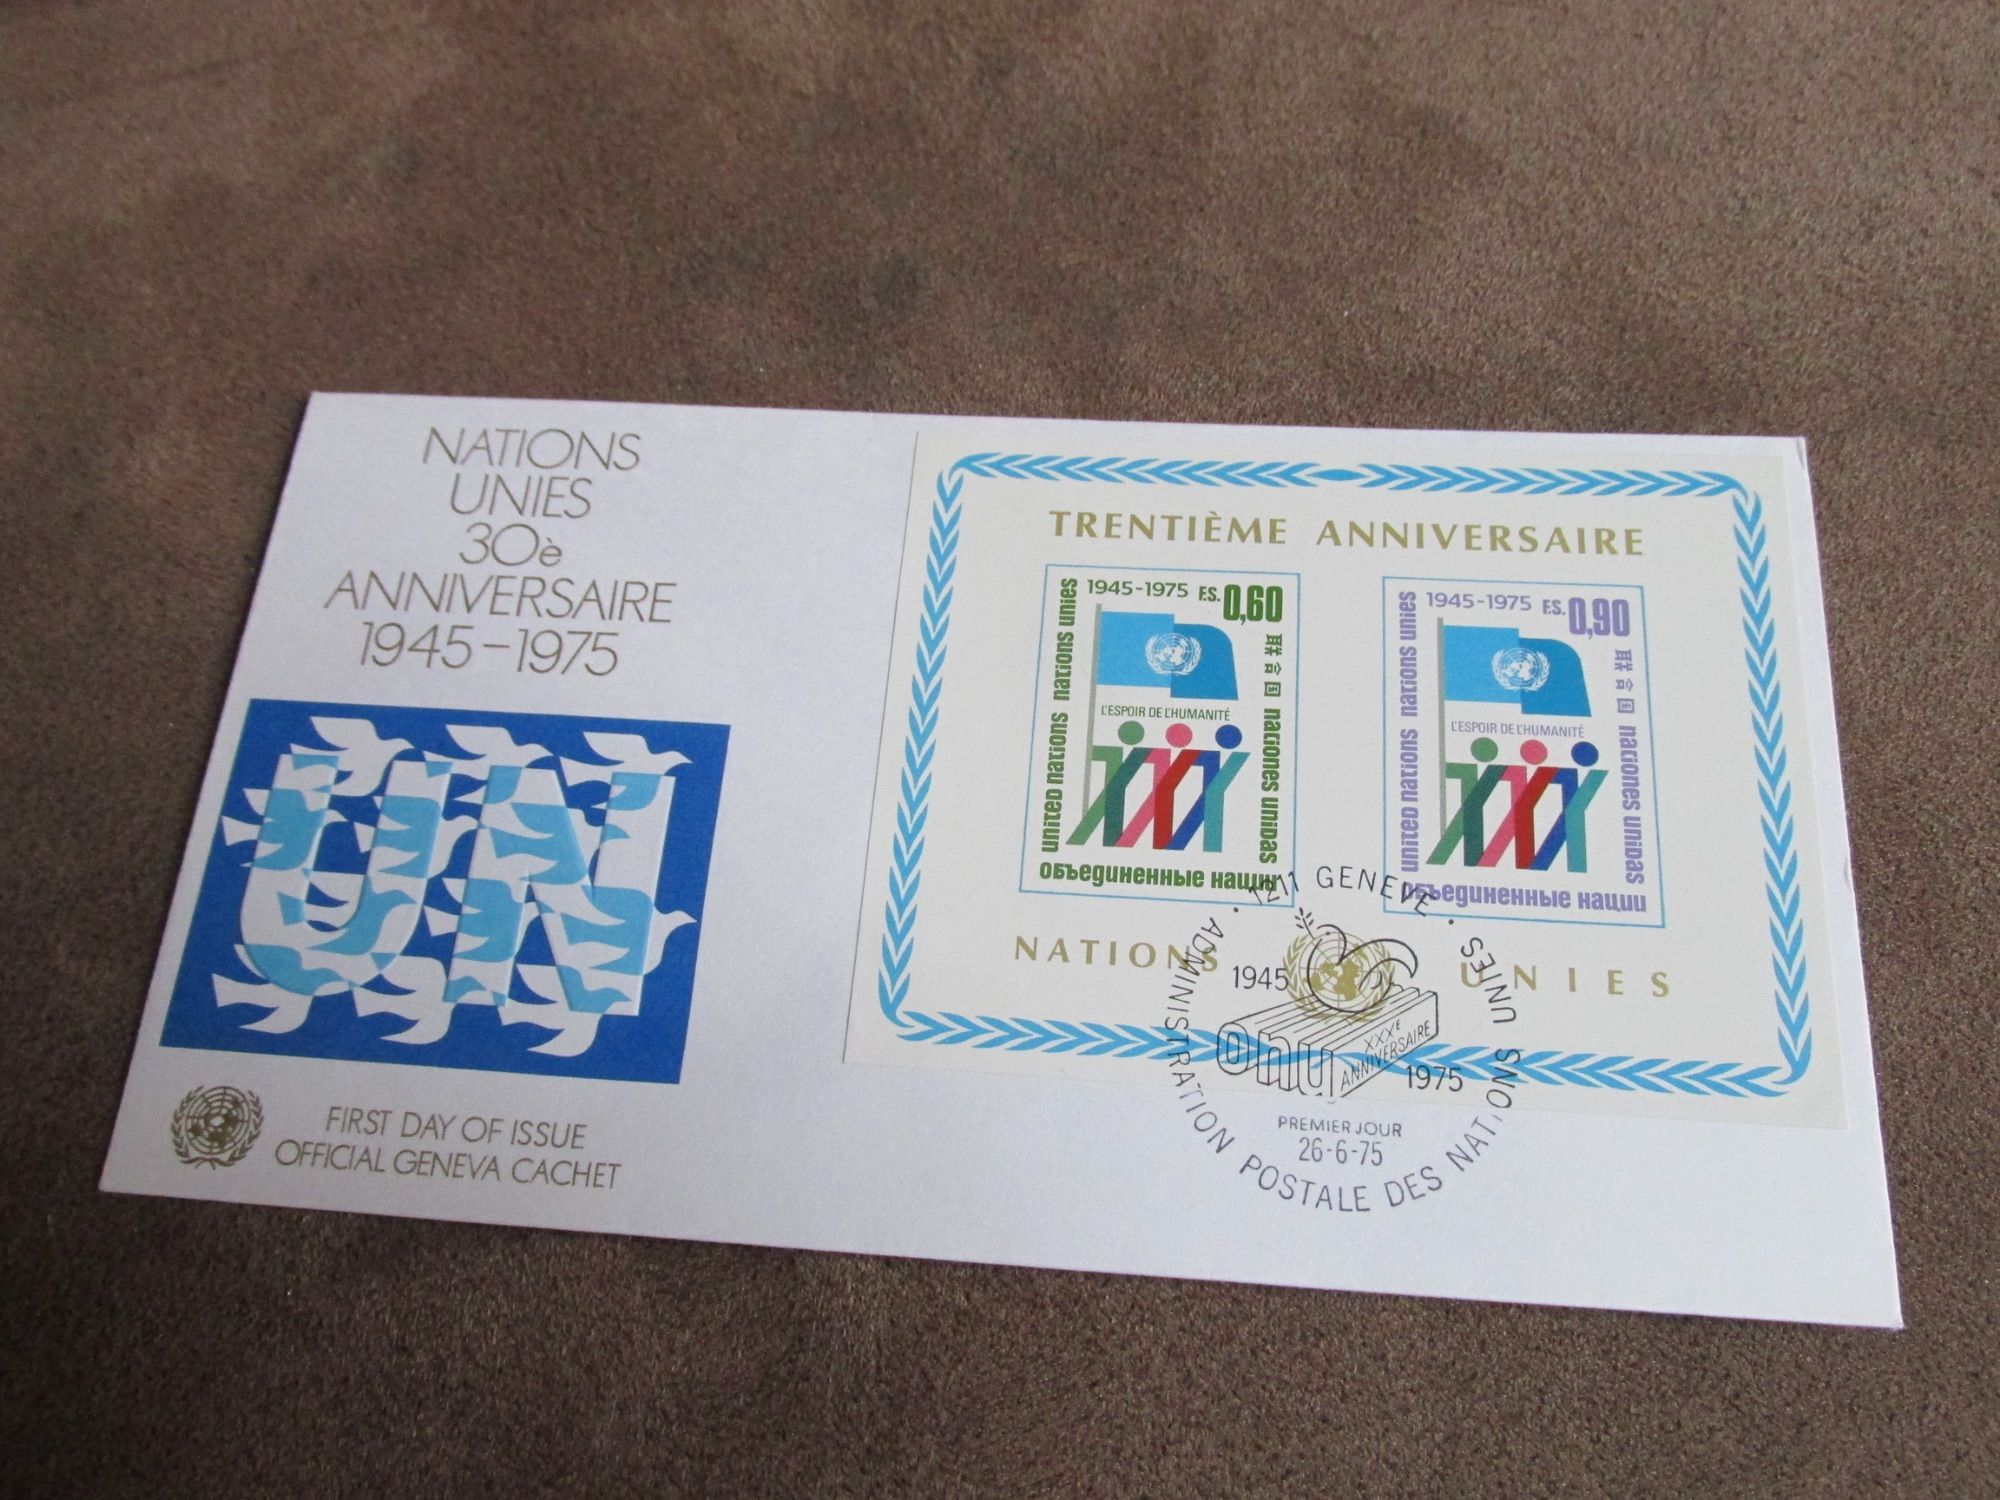 NATIONS
UNIES
30è
ANNIVERSAIRE
1945-1975
UN
FIRST DAY OF ISSUE
OFFICIAL GENEVA CACHET
TRENTIÈME ANNIVERSAIRE
1945-1975 F.S. 0,60
united nations nations unies
聯合国 naciones unidas
L'ESPOIR DE L'HUMANITÉ
объединенные нации
1945-1975 F.S. 0,90
united nations nations unies
聯合国 naciones unidas
L'ESPOIR DE L'HUMANITÉ
объединенные нации
NATIONS UNIES
· 1211 GENEVE ·
ADMINISTRATION POSTALE DES NATIONS UNIES
1945
onu
XXXe
ANNIVERSAIRE
1975
PREMIER JOUR
26-6-75